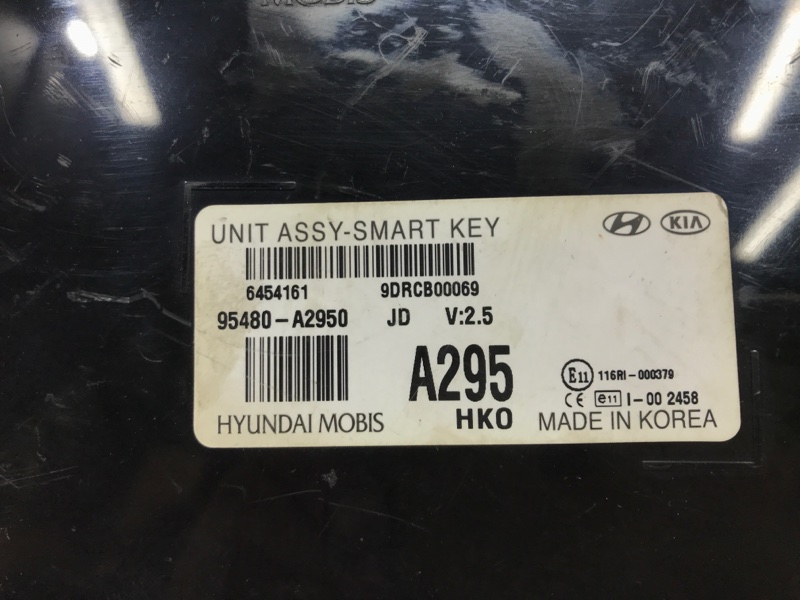 MOBIS
UNIT ASSY-SMART KEY
KIA
6454161 9DRCB00069
95480-A2950 JD V:2.5
A295
E11 116RI-000379
CE e11 I-00 2458
HYUNDAI MOBIS HKO MADE IN KOREA